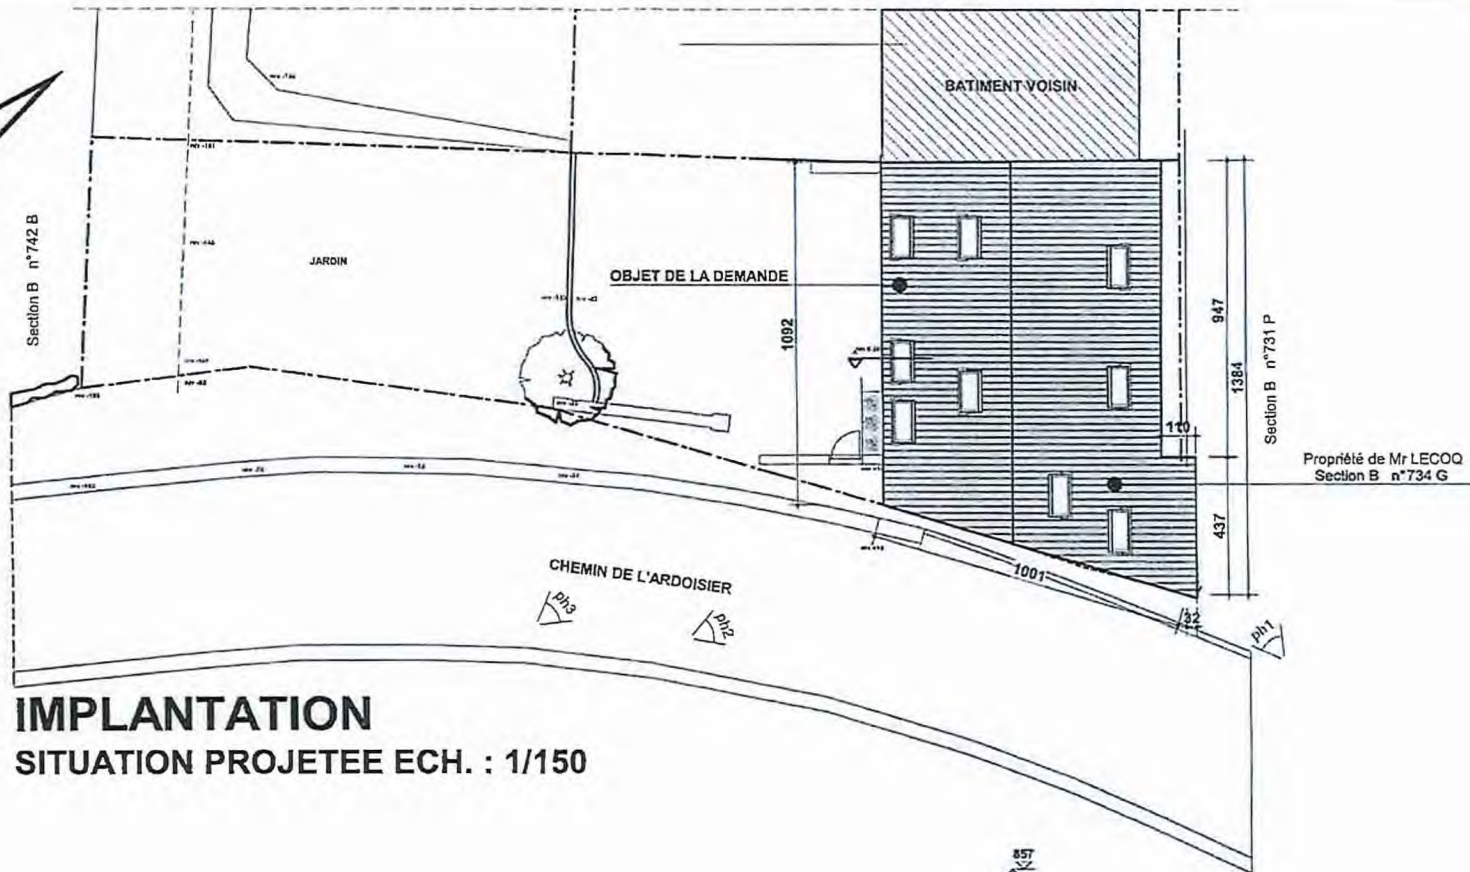 BATIMENT VOISIN
Section B n°742 B
JARDIN
OBJET DE LA DEMANDE
1092
947
1384
Section B n°731 P
110
Propriété de Mr LECOQ
Section B n°734 G
437
1001
32
CHEMIN DE L'ARDOISIER
ph3
ph2
ph1
IMPLANTATION
SITUATION PROJETEE ECH. : 1/150
857